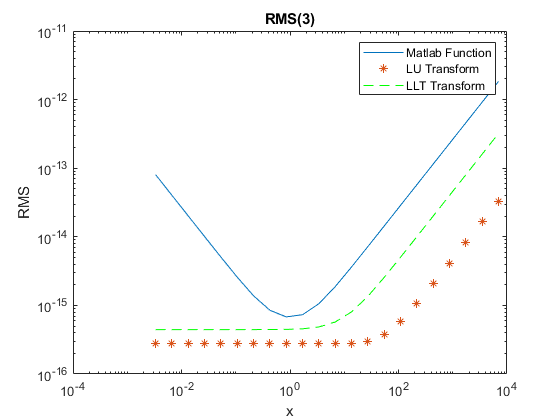 RMS(3)
10^-11
10^-12
10^-13
10^-14
10^-15
10^-16
RMS
Matlab Function
LU Transform
LLT Transform
10^-4
10^-2
10^0
10^2
10^4
x